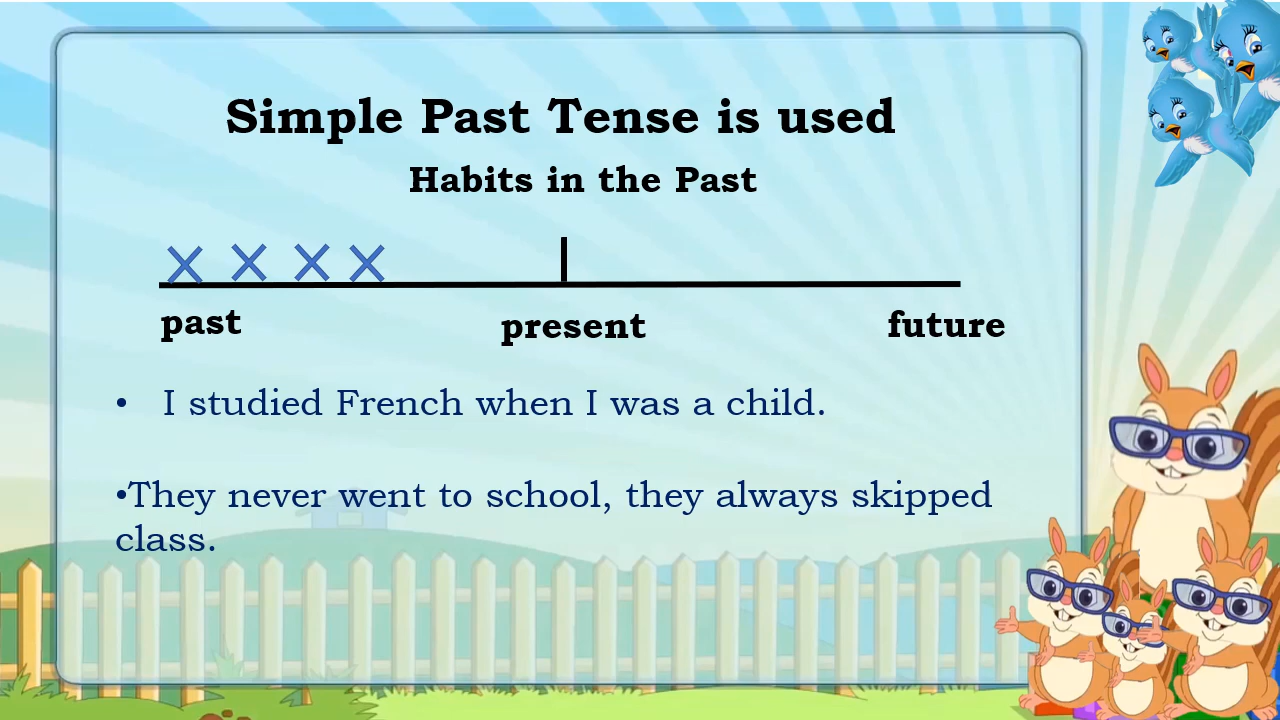 Simple Past Tense is used
Habits in the Past
past present future
• I studied French when I was a child.
•They never went to school, they always skipped
class.